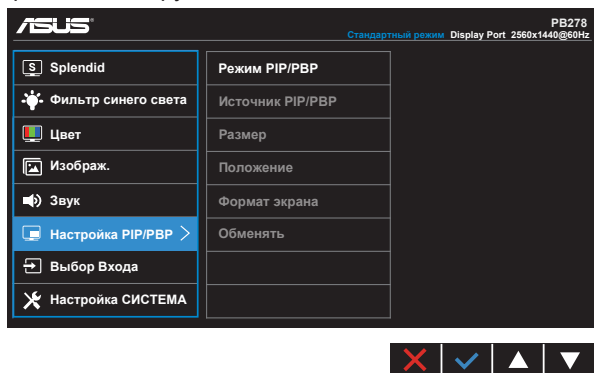 ASUS
PB278
Стандартный режим Display Port 2560x1440@60Hz
S Splendid
Фильтр синего света
Цвет
Изображ.
Звук
Настройка PIP/PBP >
Выбор Входа
Настройка СИСТЕМА
Режим PIP/PBP
Источник PIP/PBP
Размер
Положение
Формат экрана
Обменять